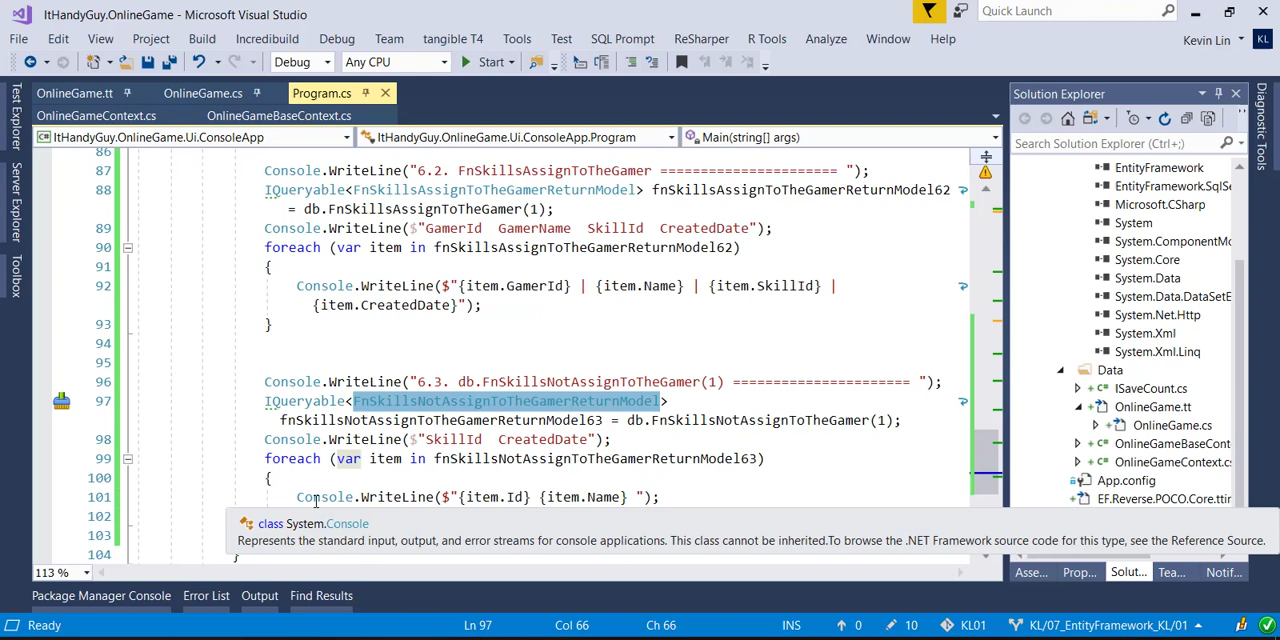 ItHandyGuy.OnlineGame - Microsoft Visual Studio
Quick Launch
File Edit View Project Build Incredibuild Debug Team tangible T4 Tools Test SQL Prompt ReSharper R Tools Analyze Window Help
Kevin Lin KL
Debug Any CPU Start
OnlineGame.tt OnlineGame.cs Program.cs
OnlineGameContext.cs OnlineGameBaseContext.cs
ItHandyGuy.OnlineGame.Ui.ConsoleApp ItHandyGuy.OnlineGame.Ui.ConsoleApp.Program Main(string[] args)
Test Explorer
Server Explorer
Toolbox
86
87 Console.WriteLine("6.2. FnSkillsAssignToTheGamer ====================== ");
88 IQueryable<FnSkillsAssignToTheGamerReturnModel> fnSkillsAssignToTheGamerReturnModel62
= db.FnSkillsAssignToTheGamer(1);
89 Console.WriteLine($"GamerId  GamerName  SkillId  CreatedDate");
90 foreach (var item in fnSkillsAssignToTheGamerReturnModel62)
91 {
92 Console.WriteLine($"{item.GamerId} | {item.Name} | {item.SkillId} |
{item.CreatedDate}");
93 }
94
95
96 Console.WriteLine("6.3. db.FnSkillsNotAssignToTheGamer(1) ====================== ");
97 IQueryable<FnSkillsNotAssignToTheGamerReturnModel>
fnSkillsNotAssignToTheGamerReturnModel63 = db.FnSkillsNotAssignToTheGamer(1);
98 Console.WriteLine($"SkillId  CreatedDate");
99 foreach (var item in fnSkillsNotAssignToTheGamerReturnModel63)
100 {
101 Console.WriteLine($"{item.Id} {item.Name} ");
102
103
104 }
class System.Console
Represents the standard input, output, and error streams for console applications. This class cannot be inherited.To browse the .NET Framework source code for this type, see the Reference Source.
113 %
Solution Explorer
Search Solution Explorer (Ctrl+;)
EntityFramework
EntityFramework.SqlSe
Microsoft.CSharp
System
System.ComponentMo
System.Core
System.Data
System.Data.DataSetE
System.Net.Http
System.Xml
System.Xml.Linq
Data
ISaveCount.cs
OnlineGame.tt
OnlineGame.cs
OnlineGameBaseCont
OnlineGameContext.cs
App.config
EF.Reverse.POCO.Core.ttin
Asse... Prop... Solut... Tea... Notif...
Diagnostic Tools
Package Manager Console Error List Output Find Results
Ready Ln 97 Col 66 Ch 66 INS 0 10 KL01 KL/07_EntityFramework_KL/01